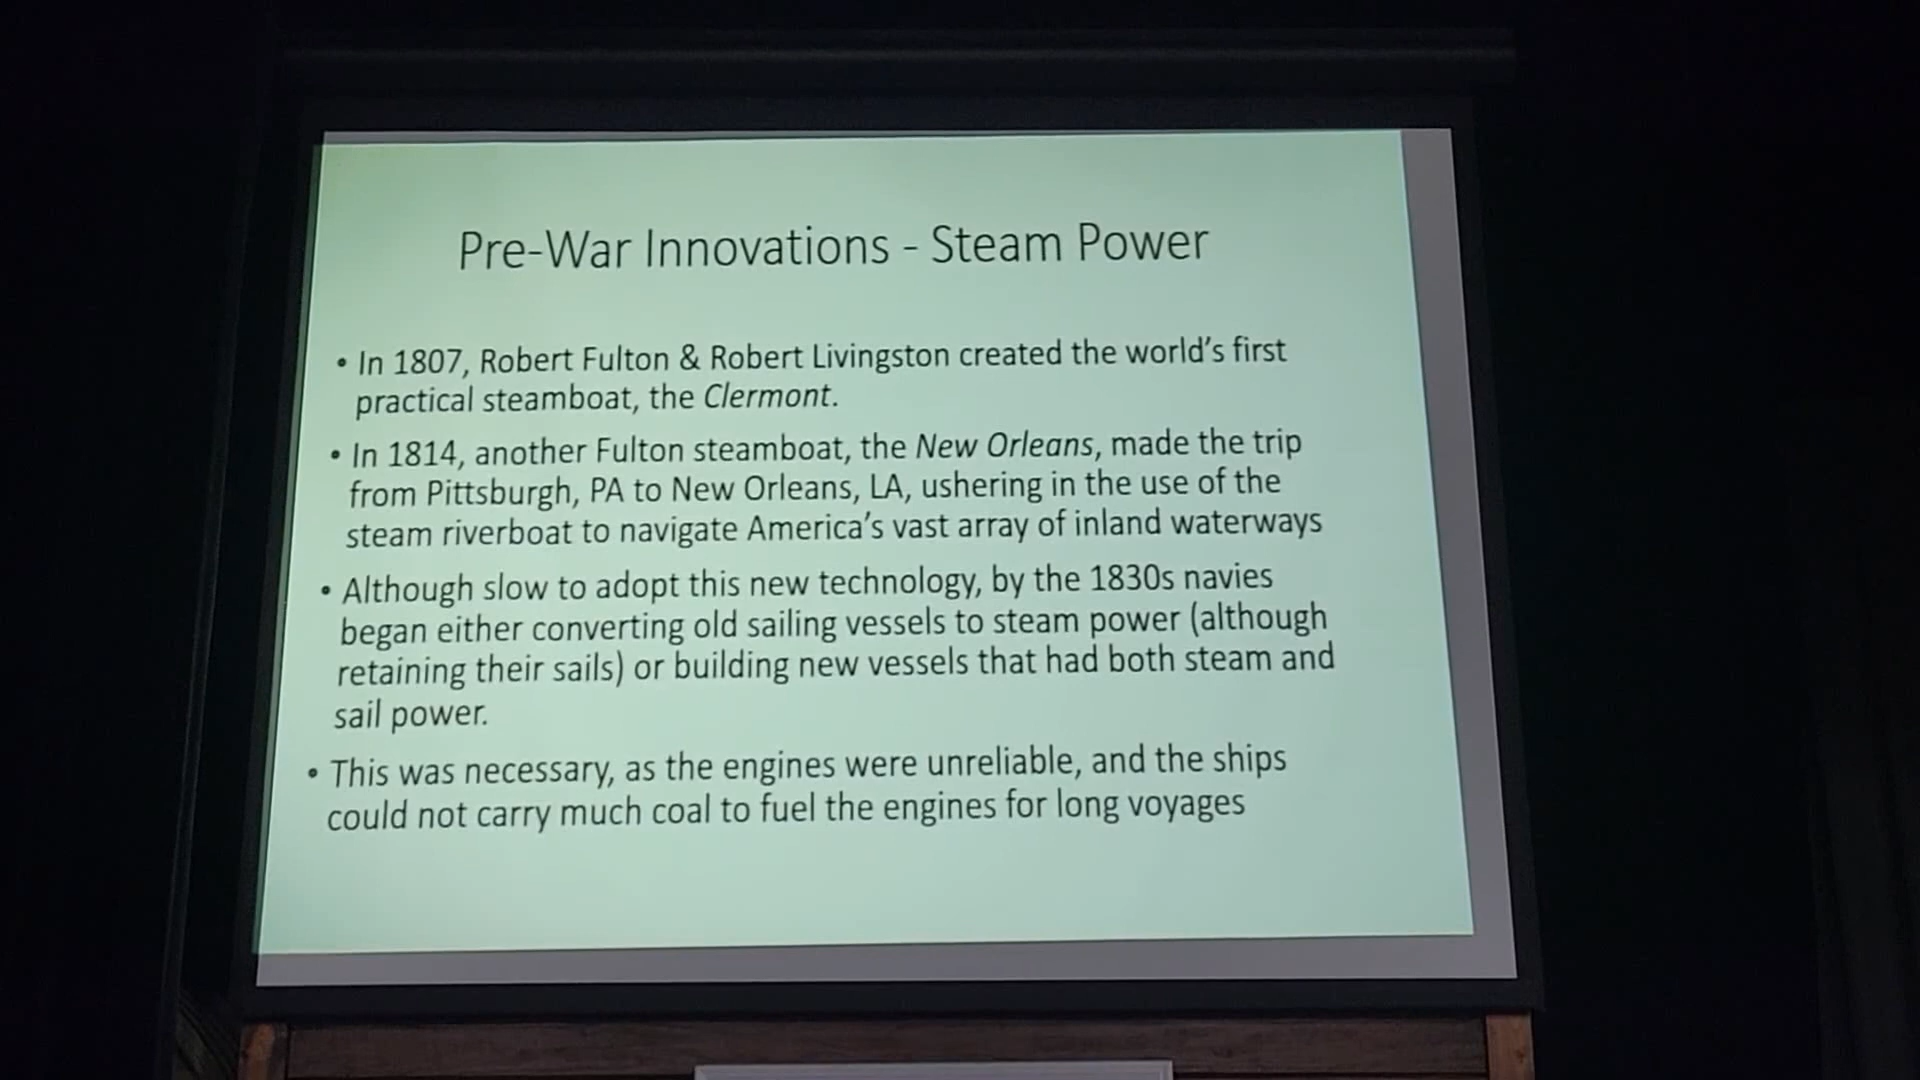 Pre-War Innovations - Steam Power
• In 1807, Robert Fulton & Robert Livingston created the world's first
practical steamboat, the Clermont.
• In 1814, another Fulton steamboat, the New Orleans, made the trip
from Pittsburgh, PA to New Orleans, LA, ushering in the use of the
steam riverboat to navigate America's vast array of inland waterways
• Although slow to adopt this new technology, by the 1830s navies
began either converting old sailing vessels to steam power (although
retaining their sails) or building new vessels that had both steam and
sail power.
• This was necessary, as the engines were unreliable, and the ships
could not carry much coal to fuel the engines for long voyages